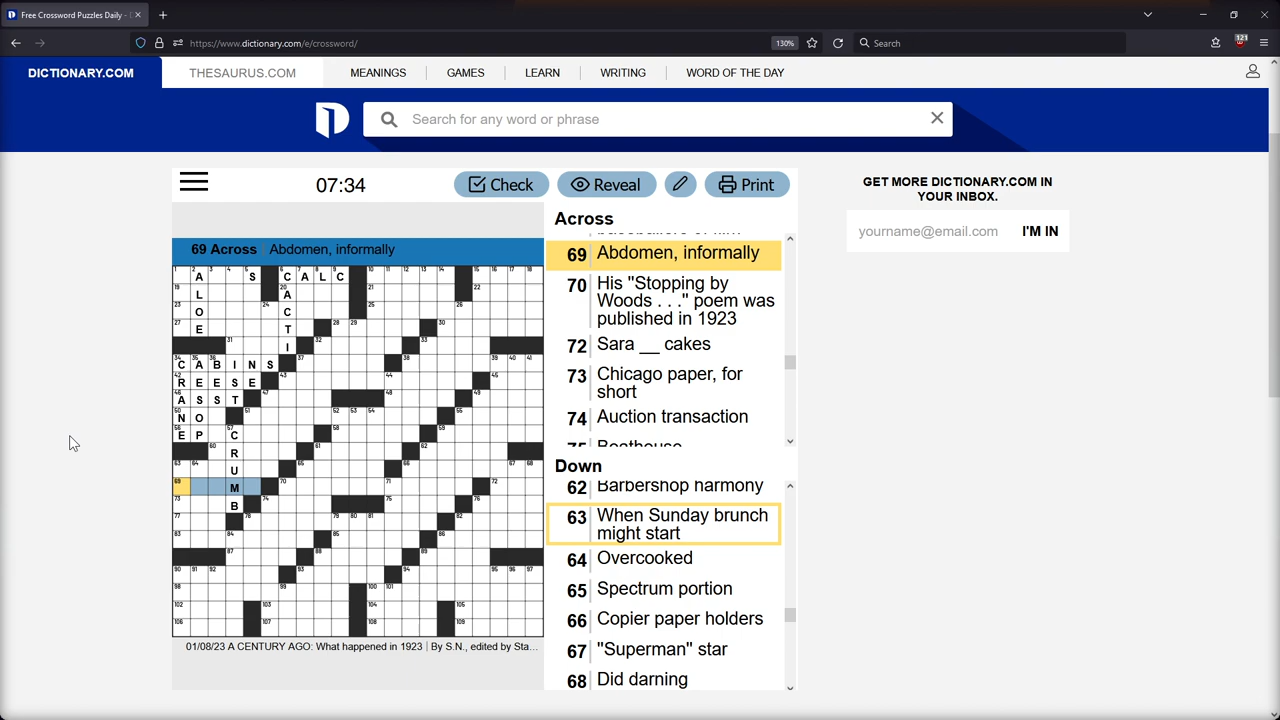 Free Crossword Puzzles Daily -
https://www.dictionary.com/e/crossword/
130%
Search
121
DICTIONARY.COM
THESAURUS.COM
MEANINGS
GAMES
LEARN
WRITING
WORD OF THE DAY
Search for any word or phrase
07:34
Check
Reveal
Print
69 Across Abdomen, informally
A S C A L C
L A
O C
E T
I
C A B I N S
R E E S E
A S S T
N O
E P C
R
U
M
B
01/08/23 A CENTURY AGO: What happened in 1923 | By S.N., edited by Sta...
Across
69 Abdomen, informally
70 His "Stopping by
Woods . . ." poem was
published in 1923
72 Sara __ cakes
73 Chicago paper, for
short
74 Auction transaction
75 Boathouse
Down
62 Barbershop harmony
63 When Sunday brunch
might start
64 Overcooked
65 Spectrum portion
66 Copier paper holders
67 "Superman" star
68 Did darning
GET MORE DICTIONARY.COM IN
YOUR INBOX.
yourname@email.com
I'M IN